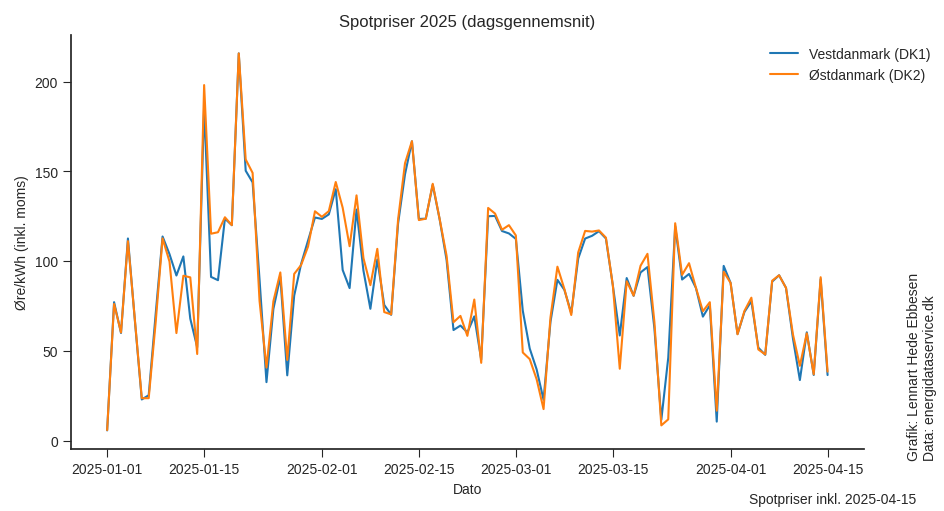 Spotpriser 2025 (dagsgennemsnit)
Vestdanmark (DK1)
Østdanmark (DK2)
Øre/kWh (inkl. moms)
200
150
100
50
0
2025-01-01
2025-01-15
2025-02-01
2025-02-15
2025-03-01
2025-03-15
2025-04-01
2025-04-15
Dato
Grafik: Lennart Hede Ebbesen
Data: energidataservice.dk
Spotpriser inkl. 2025-04-15